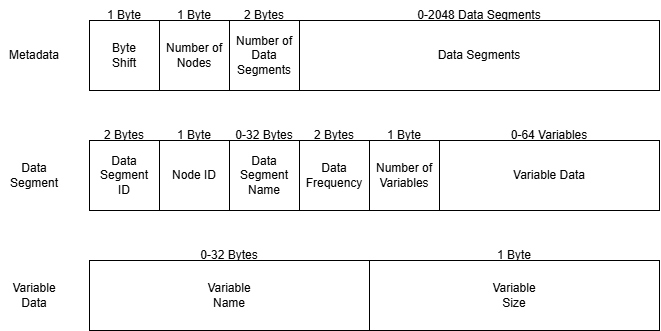 1 Byte
1 Byte
2 Bytes
0-2048 Data Segments
Metadata
Byte
Shift
Number of
Nodes
Number of
Data
Segments
Data Segments
2 Bytes
1 Byte
0-32 Bytes
2 Bytes
1 Byte
0-64 Variables
Data
Segment
Data
Segment
ID
Node ID
Data
Segment
Name
Data
Frequency
Number of
Variables
Variable Data
0-32 Bytes
1 Byte
Variable
Data
Variable
Name
Variable
Size